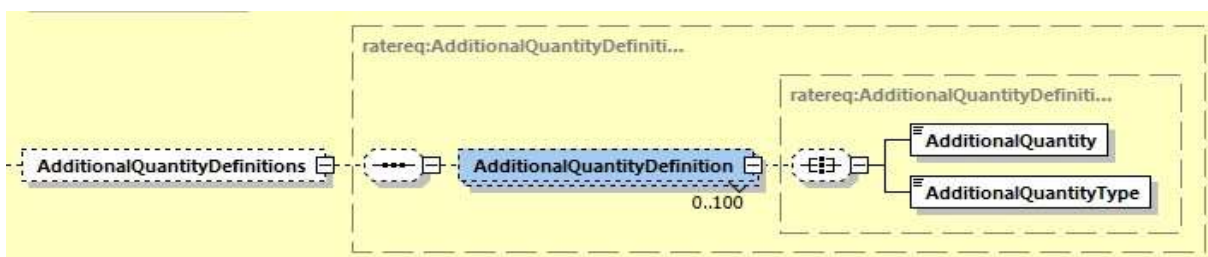 ratereq:AdditionalQuantityDefiniti...
ratereq:AdditionalQuantityDefiniti...
AdditionalQuantity
AdditionalQuantityDefinitions
AdditionalQuantityDefinition
AdditionalQuantityType
0..100